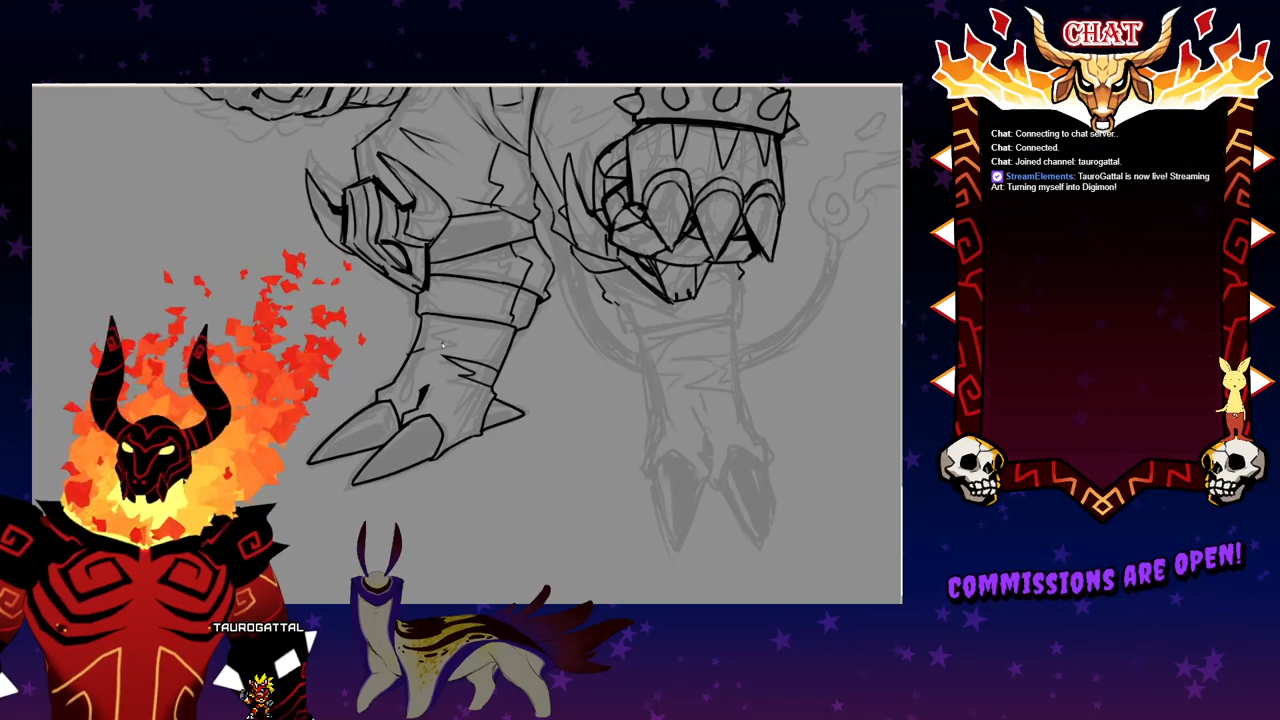 CHAT
Chat: Connecting to chat server..
Chat: Connected.
Chat: Joined channel: taurogattal.
StreamElements: TauroGattal is now live! Streaming
Art: Turning myself into Digimon!
COMMISSIONS ARE OPEN!
TAUROGATTAL